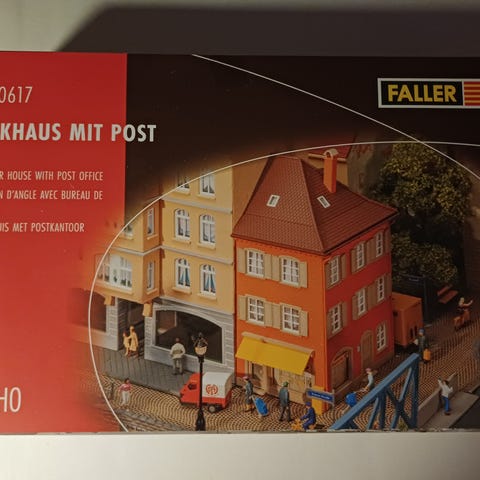 0617
FALLER
KHAUS MIT POST
R HOUSE WITH POST OFFICE
N D'ANGLE AVEC BUREAU DE
IS MET POSTKANTOOR
H0